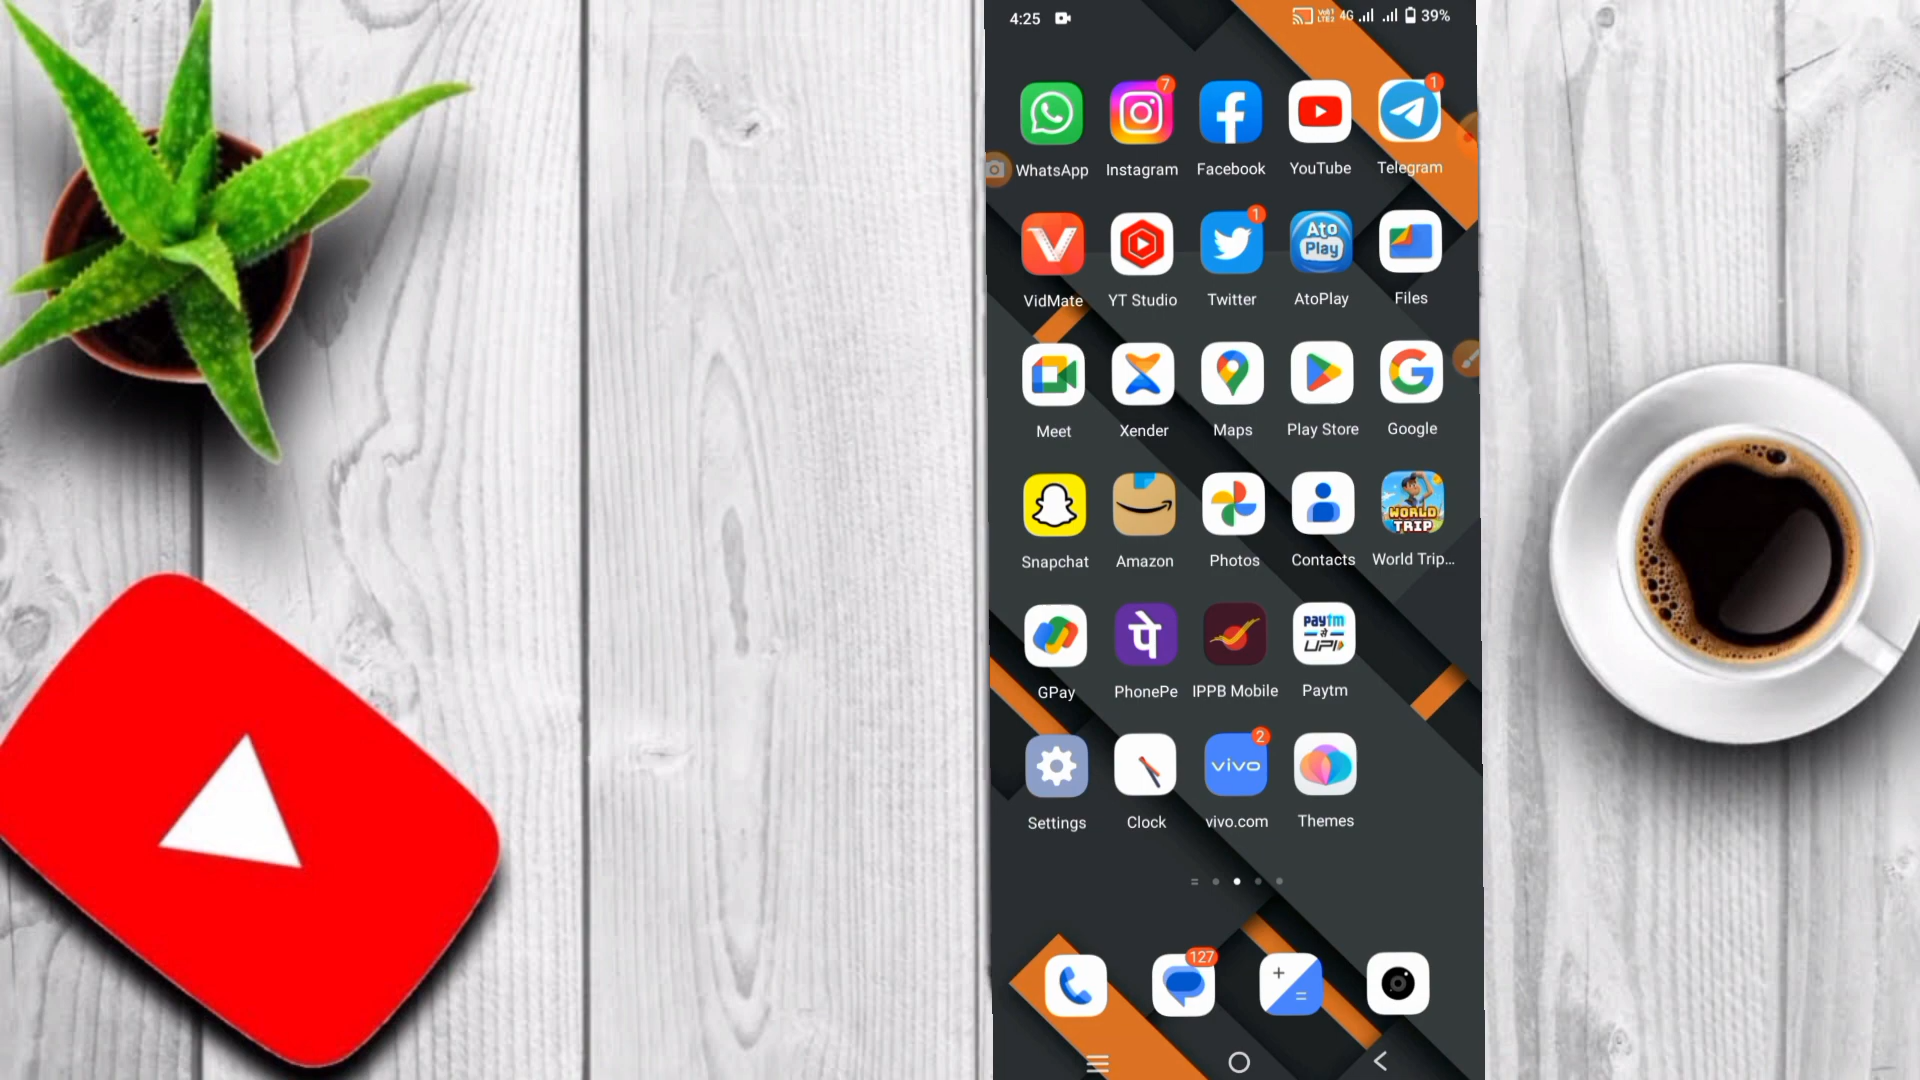 4:25 VoLTE LTE2 4G 39%
7 1
WhatsApp Instagram Facebook YouTube Telegram
1
Ato
Play
VidMate YT Studio Twitter AtoPlay Files
Meet Xender Maps Play Store Google
WORLD
TRIP
Snapchat Amazon Photos Contacts World Trip...
पे paytm
से
UPI
GPay PhonePe IPPB Mobile Paytm
2
vivo
Settings Clock vivo.com Themes
127